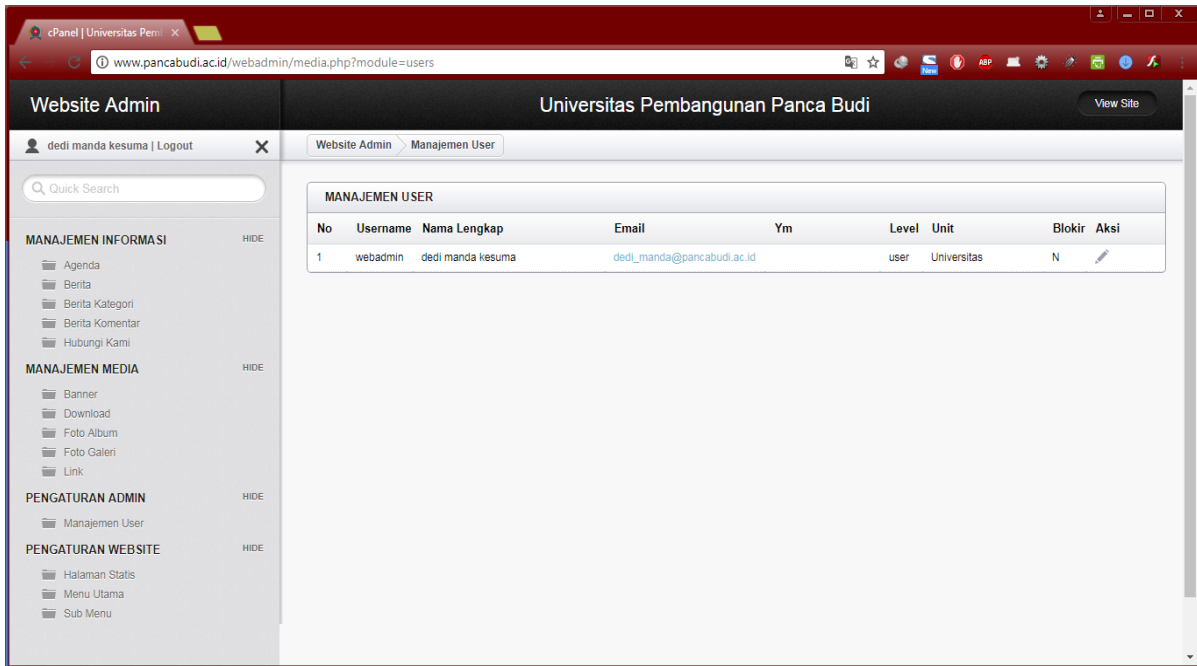 cPanel | Universitas Pem
www.pancabudi.ac.id/webadmin/media.php?module=users
New
ABP
Website Admin
Universitas Pembangunan Panca Budi
View Site
dedi manda kesuma | Logout
Website Admin Manajemen User
Quick Search
MANAJEMEN USER
No Username Nama Lengkap Email Ym Level Unit Blokir Aksi
1 webadmin dedi manda kesuma dedi_manda@pancabudi.ac.id user Universitas N
MANAJEMEN INFORMASI HIDE
Agenda
Berita
Berita Kategori
Berita Komentar
Hubungi Kami
MANAJEMEN MEDIA HIDE
Banner
Download
Foto Album
Foto Galeri
Link
PENGATURAN ADMIN HIDE
Manajemen User
PENGATURAN WEBSITE HIDE
Halaman Statis
Menu Utama
Sub Menu